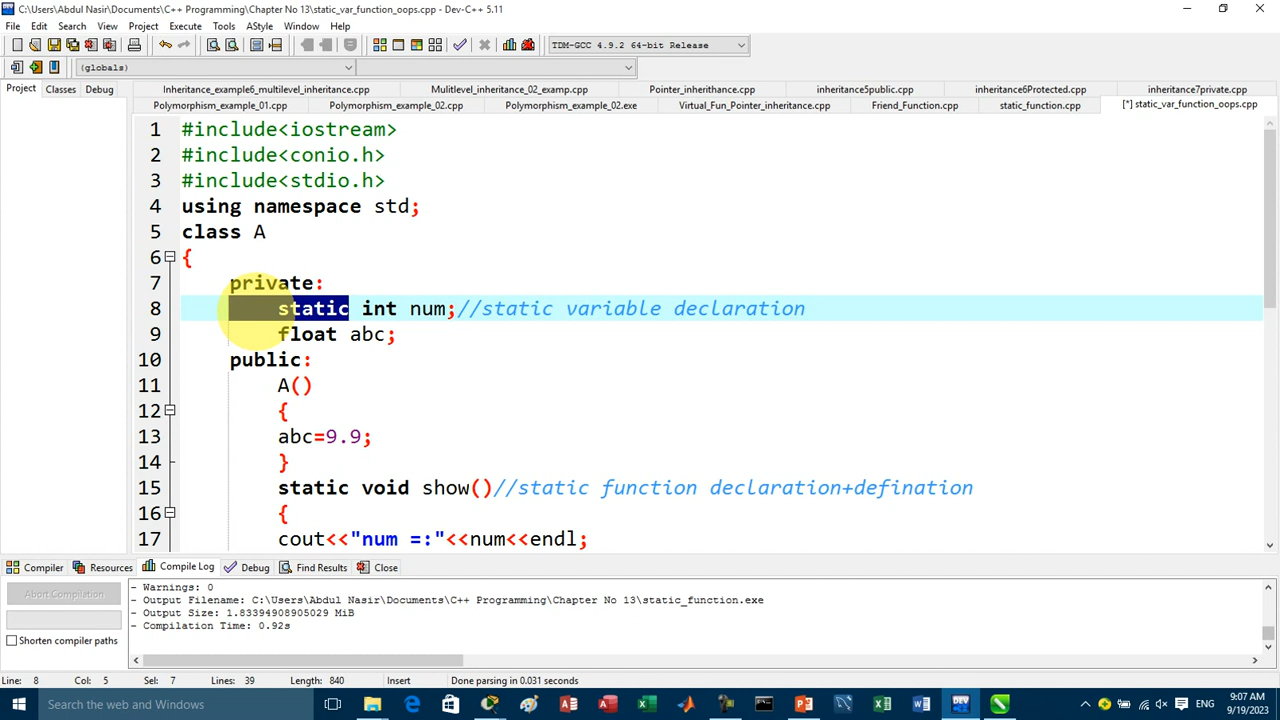 C:\Users\Abdul Nasir\Documents\C++ Programming\Chapter No 13\static_var_function_oops.cpp - Dev-C++ 5.11
File Edit Search View Project Execute Tools AStyle Window Help
TDM-GCC 4.9.2 64-bit Release
(globals)
Project Classes Debug
Inheritance_example6_multilevel_inheritance.cpp Mulitlevel_inheritance_02_examp.cpp Pointer_inherithance.cpp inheritance5public.cpp inheritance6Protected.cpp inheritance7private.cpp
Polymorphism_example_01.cpp Polymorphism_example_02.cpp Polymorphism_example_02.exe Virtual_Fun_Pointer_inheritance.cpp Friend_Function.cpp static_function.cpp [*] static_var_function_oops.cpp
1 #include<iostream>
2 #include<conio.h>
3 #include<stdio.h>
4 using namespace std;
5 class A
6 {
7 private:
8 static int num;//static variable declaration
9 float abc;
10 public:
11 A()
12 {
13 abc=9.9;
14 }
15 static void show()//static function declaration+defination
16 {
17 cout<<"num =:"<<num<<endl;
Compiler Resources Compile Log Debug Find Results Close
Abort Compilation
Shorten compiler paths
- Warnings: 0
- Output Filename: C:\Users\Abdul Nasir\Documents\C++ Programming\Chapter No 13\static_function.exe
- Output Size: 1.83394908905029 MiB
- Compilation Time: 0.92s
Line: 8 Col: 5 Sel: 7 Lines: 39 Length: 840 Insert Done parsing in 0.031 seconds
Search the web and Windows
ENG
9:07 AM
9/19/2023